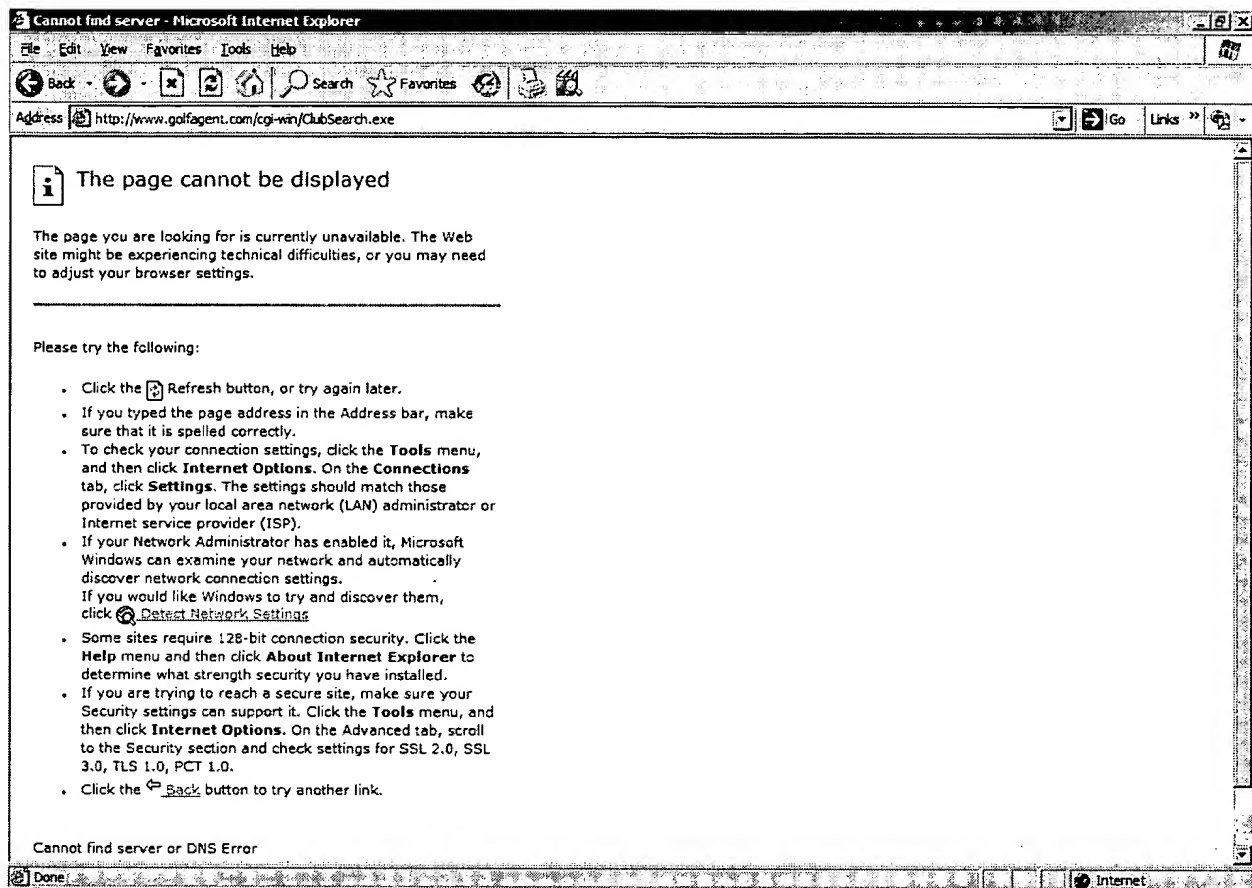 Cannot find server - Microsoft Internet Explorer
File Edit View Favorites Tools Help
Back Search Favorites
Address http://www.golfagent.com/cgi-win/ClubSearch.exe Go Links »
The page cannot be displayed
The page you are looking for is currently unavailable. The Web
site might be experiencing technical difficulties, or you may need
to adjust your browser settings.
Please try the following:
• Click the Refresh button, or try again later.
• If you typed the page address in the Address bar, make
sure that it is spelled correctly.
• To check your connection settings, click the Tools menu,
and then click Internet Options. On the Connections
tab, click Settings. The settings should match those
provided by your local area network (LAN) administrator or
Internet service provider (ISP).
• If your Network Administrator has enabled it, Microsoft
Windows can examine your network and automatically
discover network connection settings.
If you would like Windows to try and discover them,
click Detect Network Settings
• Some sites require 128-bit connection security. Click the
Help menu and then click About Internet Explorer to
determine what strength security you have installed.
• If you are trying to reach a secure site, make sure your
Security settings can support it. Click the Tools menu, and
then click Internet Options. On the Advanced tab, scroll
to the Security section and check settings for SSL 2.0, SSL
3.0, TLS 1.0, PCT 1.0.
• Click the Back button to try another link.
Cannot find server or DNS Error
Done Internet